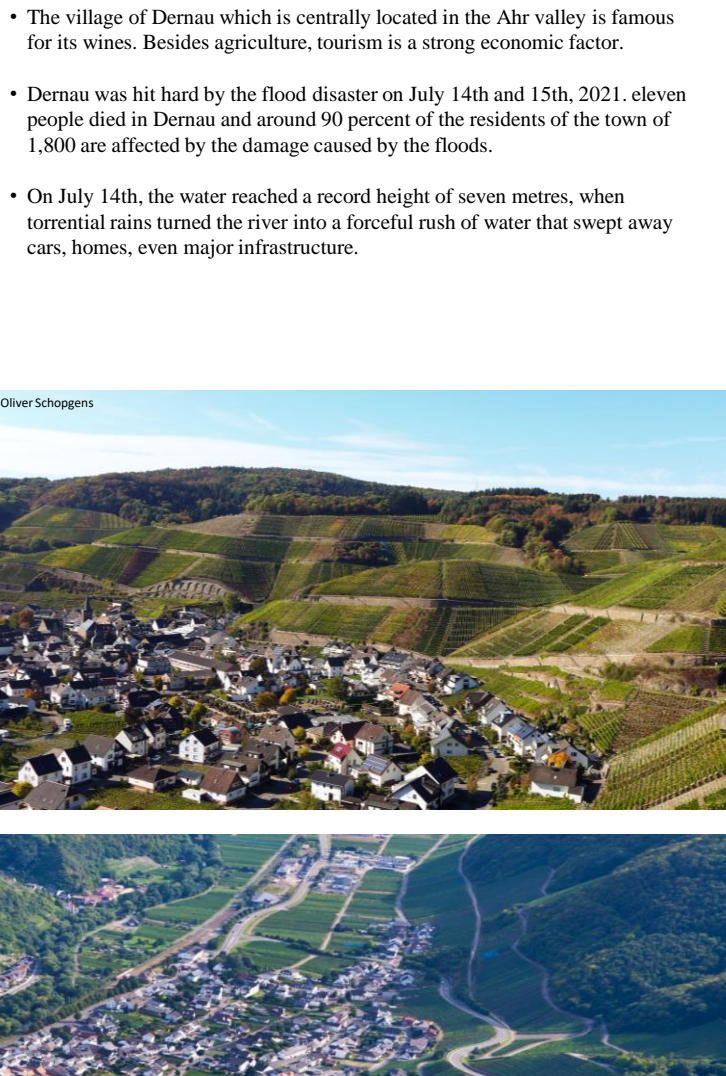 • The village of Dernau which is centrally located in the Ahr valley is famous
for its wines. Besides agriculture, tourism is a strong economic factor.
• Dernau was hit hard by the flood disaster on July 14th and 15th, 2021. eleven
people died in Dernau and around 90 percent of the residents of the town of
1,800 are affected by the damage caused by the floods.
• On July 14th, the water reached a record height of seven metres, when
torrential rains turned the river into a forceful rush of water that swept away
cars, homes, even major infrastructure.
Oliver Schopgens